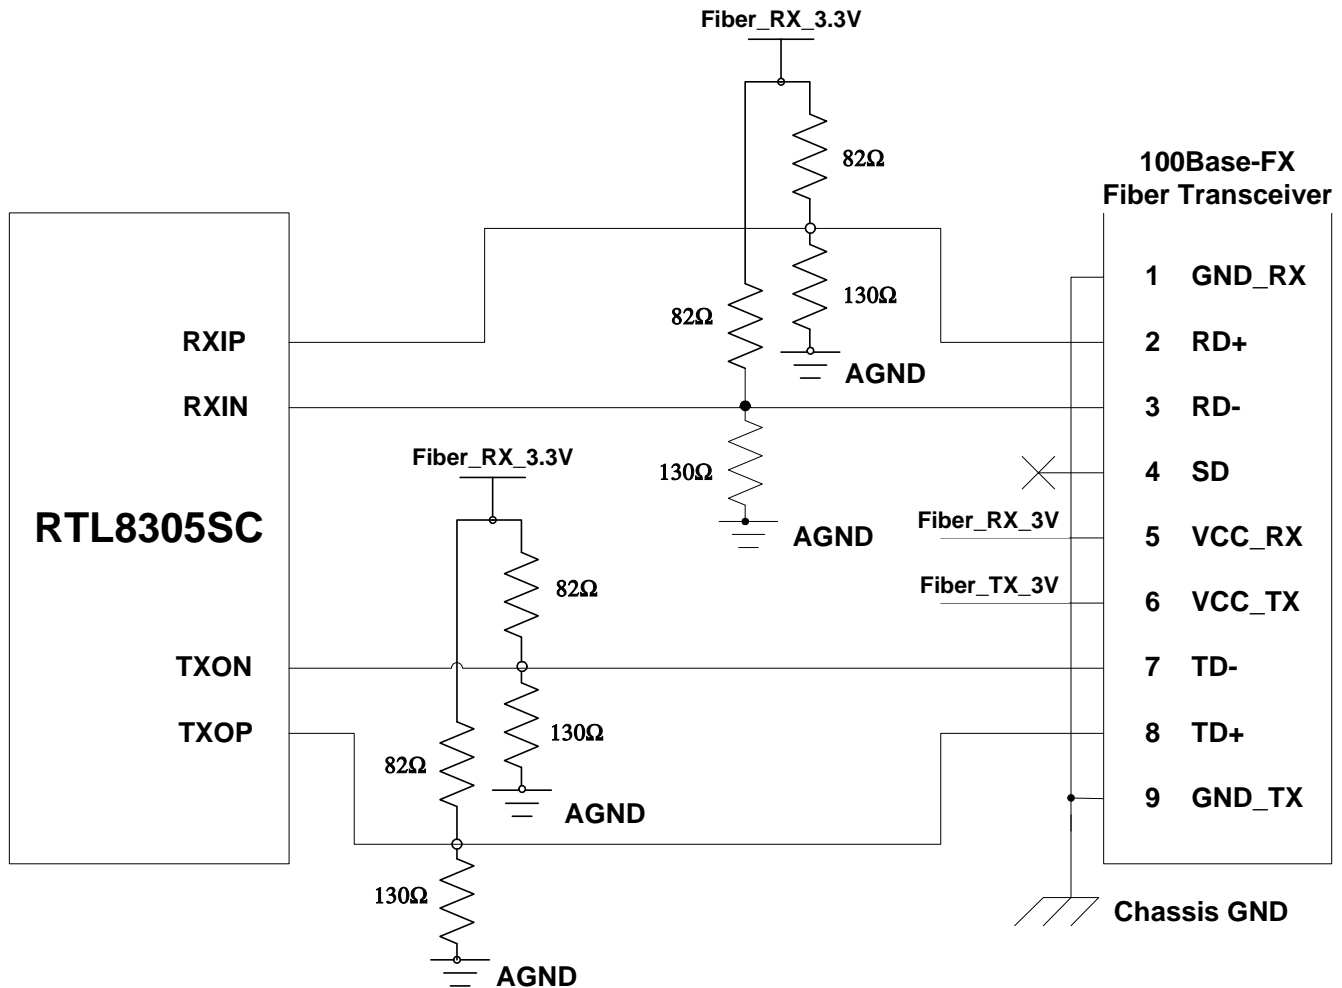 Fiber_RX_3.3V
82Ω
100Base-FX
Fiber Transceiver
1 GND_RX
130Ω
82Ω
RXIP
2 RD+
AGND
RXIN
3 RD-
Fiber_RX_3.3V
130Ω
4 SD
RTL8305SC
Fiber_RX_3V
AGND
5 VCC_RX
82Ω
Fiber_TX_3V
6 VCC_TX
TXON
7 TD-
TXOP
130Ω
8 TD+
82Ω
9 GND_TX
AGND
130Ω
Chassis GND
AGND